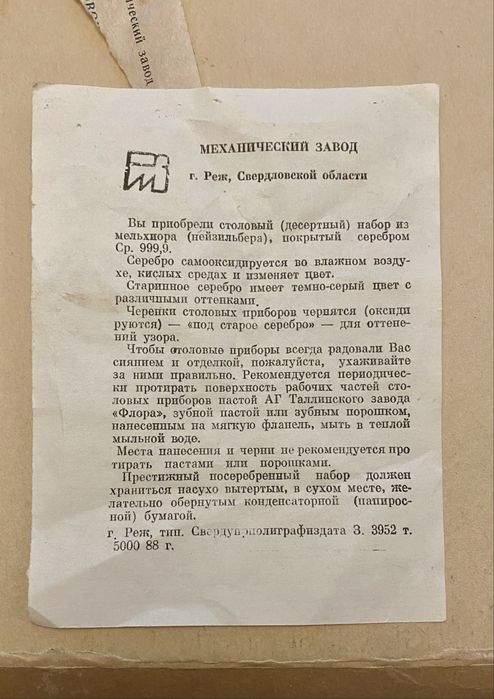 ческий завод
МЕХАНИЧЕСКИЙ ЗАВОД
г. Реж, Свердловской области
Вы приобрели столовый (десертный) набор из
мельхиора (нейзильбера), покрытый серебром
Ср. 999,9.
Серебро самооксидируется во влажном возду-
хе, кислых средах и изменяет цвет.
Старинное серебро имеет темно-серый цвет с
различными оттенками.
Черенки столовых приборов чернятся (оксиди
руются) — «под старое серебро» — для оттене-
ний узора.
Чтобы столовые приборы всегда радовали Вас
сиянием и отделкой, пожалуйста, ухаживайте
за ними правильно. Рекомендуется периодичес-
ки протирать поверхность рабочих частей сто-
ловых приборов пастой АГ Таллинского завода
«Флора», зубной пастой или зубным порошком,
нанесенным на мягкую фланель, мыть в теплой
мыльной воде.
Места нанесения и черни не рекомендуется про
тирать пастами или порошками.
Престижный посеребренный набор должен
храниться насухо вытертым, в сухом месте, же-
лательно обернутым конденсаторной (папирос-
ной) бумагой.
г. Реж, тип. Свердупрполиграфиздата З. 3952 т.
5000 88 г.